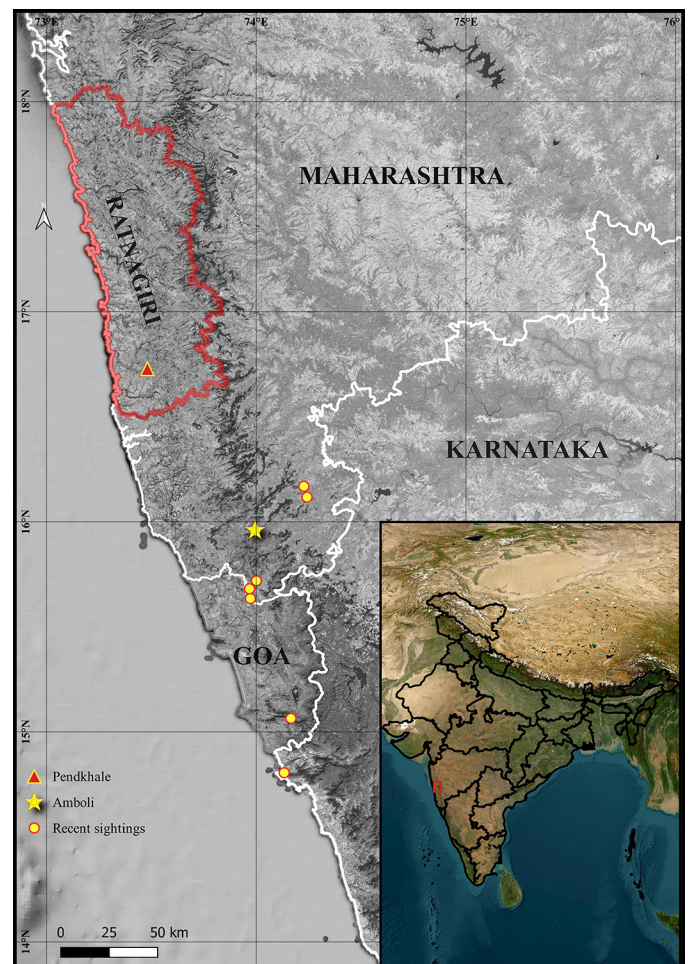 73°E
74°E
75°E
76°
18°N
MAHARASHTRA
RATNAGIRI
17°N
KARNATAKA
16°N
GOA
15°N
Pendkhale
Amboli
Recent sightings
0 25 50 km
14°N